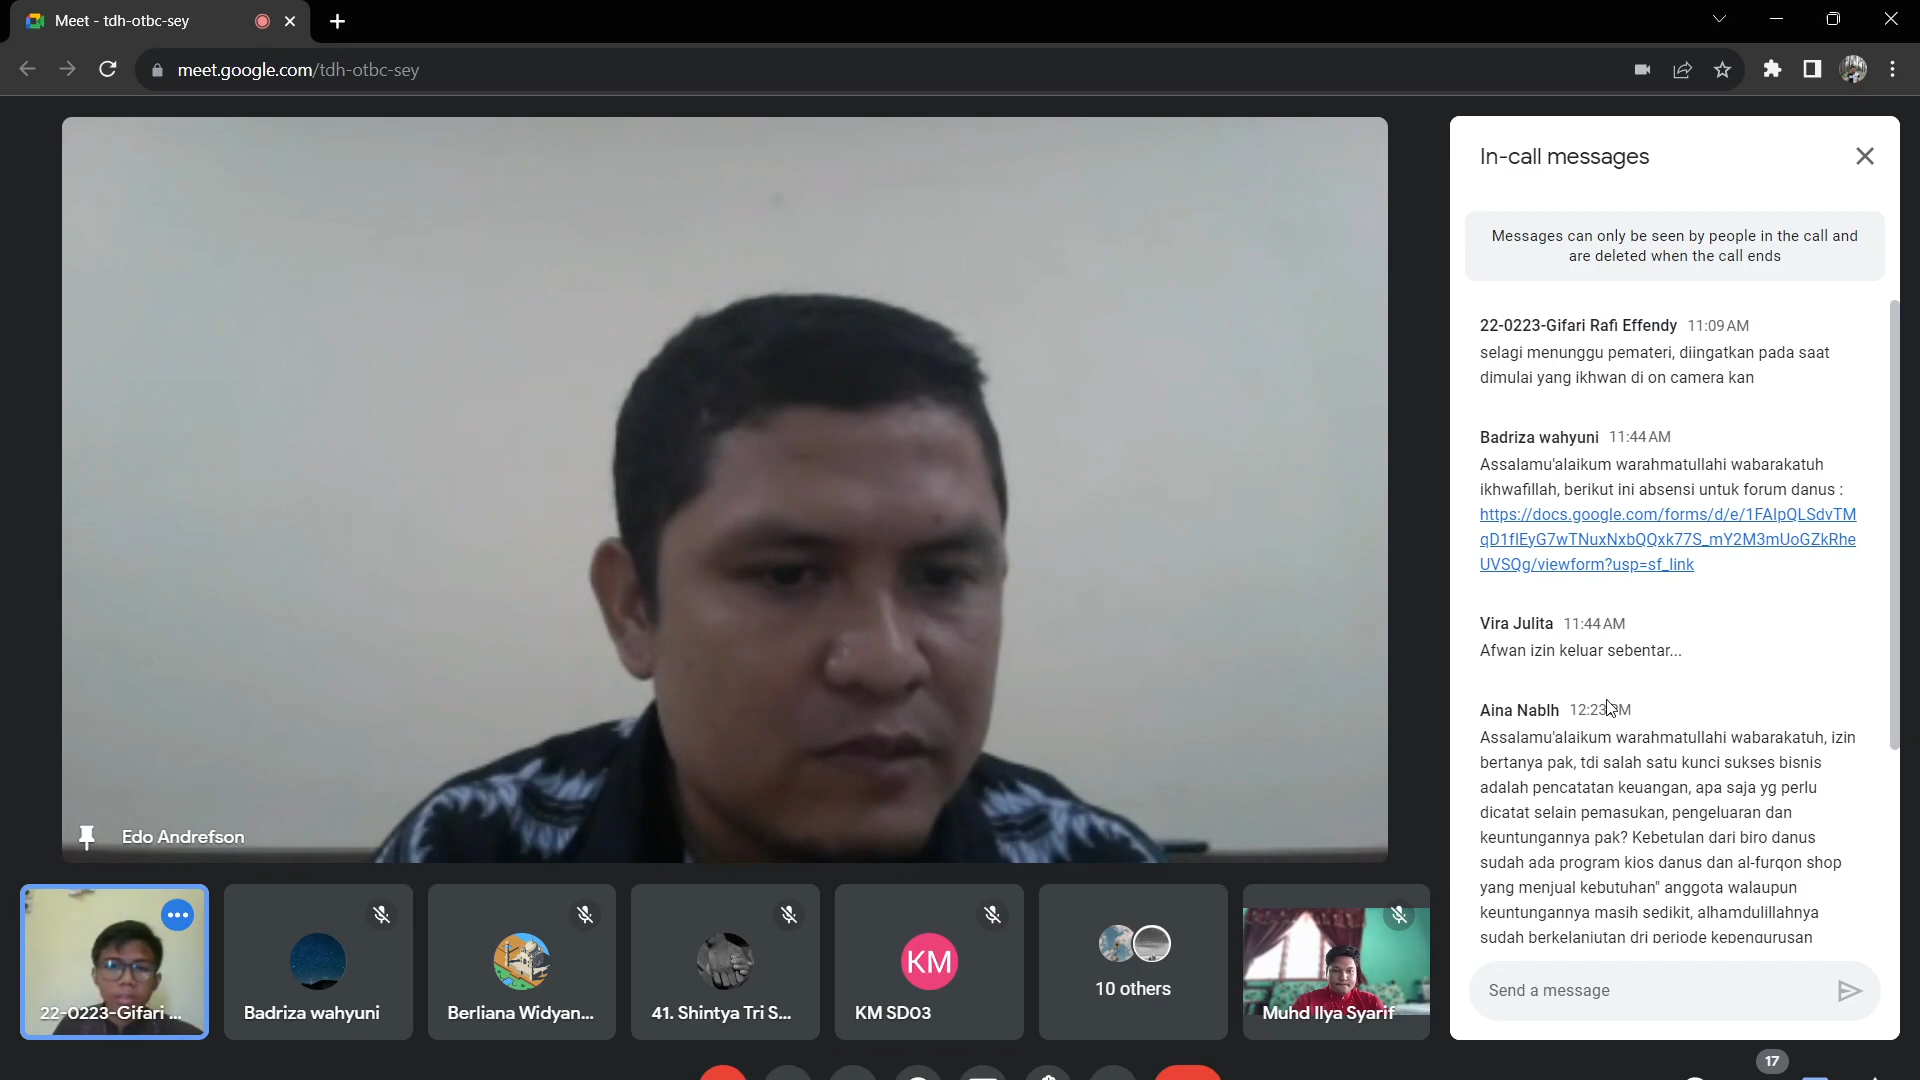 Meet - tdh-otbc-sey
meet.google.com/tdh-otbc-sey
In-call messages
Messages can only be seen by people in the call and
are deleted when the call ends
22-0223-Gifari Rafi Effendy 11:09 AM
selagi menunggu pemateri, diingatkan pada saat
dimulai yang ikhwan di on camera kan
Badriza wahyuni 11:44 AM
Assalamu'alaikum warahmatullahi wabarakatuh
ikhwafillah, berikut ini absensi untuk forum danus :
https://docs.google.com/forms/d/e/1FAIpQLSdvTM
qD1fIEyG7wTNuxNxbQQxk77S_mY2M3mUoGZkRhe
UVSQg/viewform?usp=sf_link
Vira Julita 11:44 AM
Afwan izin keluar sebentar...
Aina Nablh 12:23 PM
Assalamu'alaikum warahmatullahi wabarakatuh, izin
bertanya pak, tdi salah satu kunci sukses bisnis
adalah pencatatan keuangan, apa saja yg perlu
dicatat selain pemasukan, pengeluaran dan
keuntungannya pak? Kebetulan dari biro danus
sudah ada program kios danus dan al-furqon shop
yang menjual kebutuhan" anggota walaupun
keuntungannya masih sedikit, alhamdulillahnya
sudah berkelanjutan dri periode kepengurusan
Send a message
Edo Andrefson
22-0223-Gifari ...
Badriza wahyuni
Berliana Widyan...
41. Shintya Tri S...
KM
KM SD03
10 others
Muhd Ilya Syarif
17